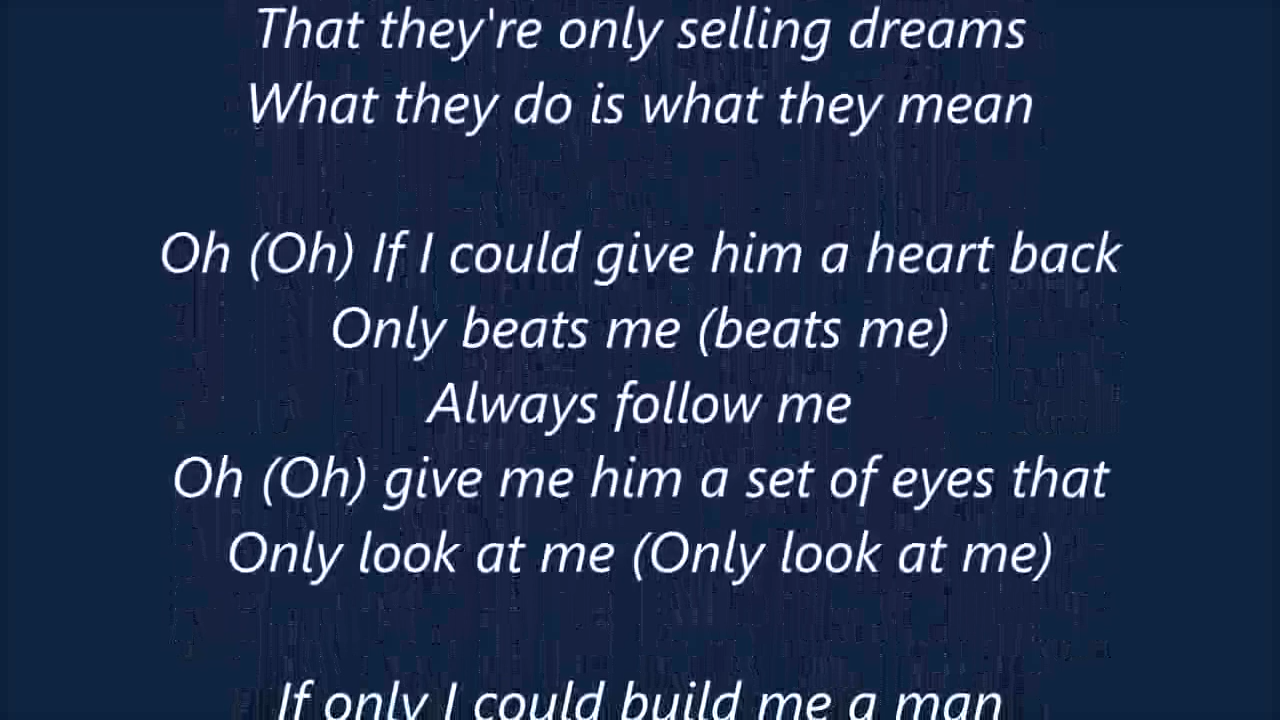 That they're only selling dreams
What they do is what they mean
Oh (Oh) If I could give him a heart back
Only beats me (beats me)
Always follow me
Oh (Oh) give me him a set of eyes that
Only look at me (Only look at me)
If only I could build me a man